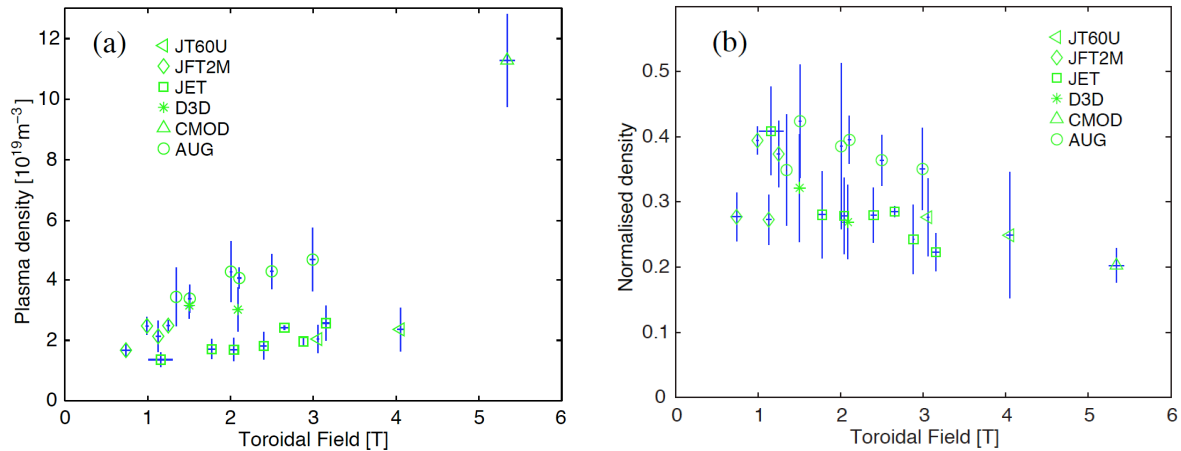 (a)
JT60U
JFT2M
JET
D3D
CMOD
AUG
Plasma density [10¹⁹m⁻³]
12
10
8
6
4
2
0
0 1 2 3 4 5 6
Toroidal Field [T]
(b)
JT60U
JFT2M
JET
D3D
CMOD
AUG
Normalised density
0.5
0.4
0.3
0.2
0.1
0
0 1 2 3 4 5 6
Toroidal Field [T]